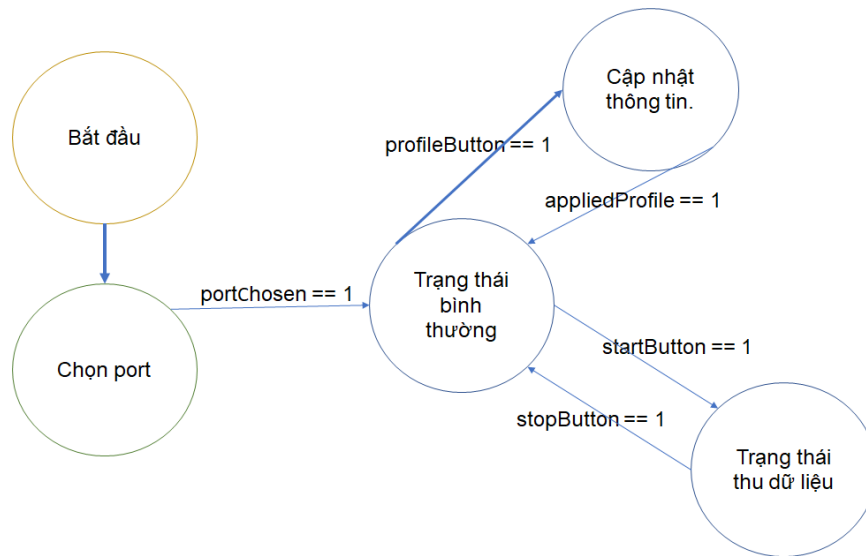 Bắt đầu
Cập nhật
thông tin.
profileButton == 1
appliedProfile == 1
Chọn port
portChosen == 1
Trạng thái
bình
thường
startButton == 1
stopButton == 1
Trạng thái
thu dữ liệu